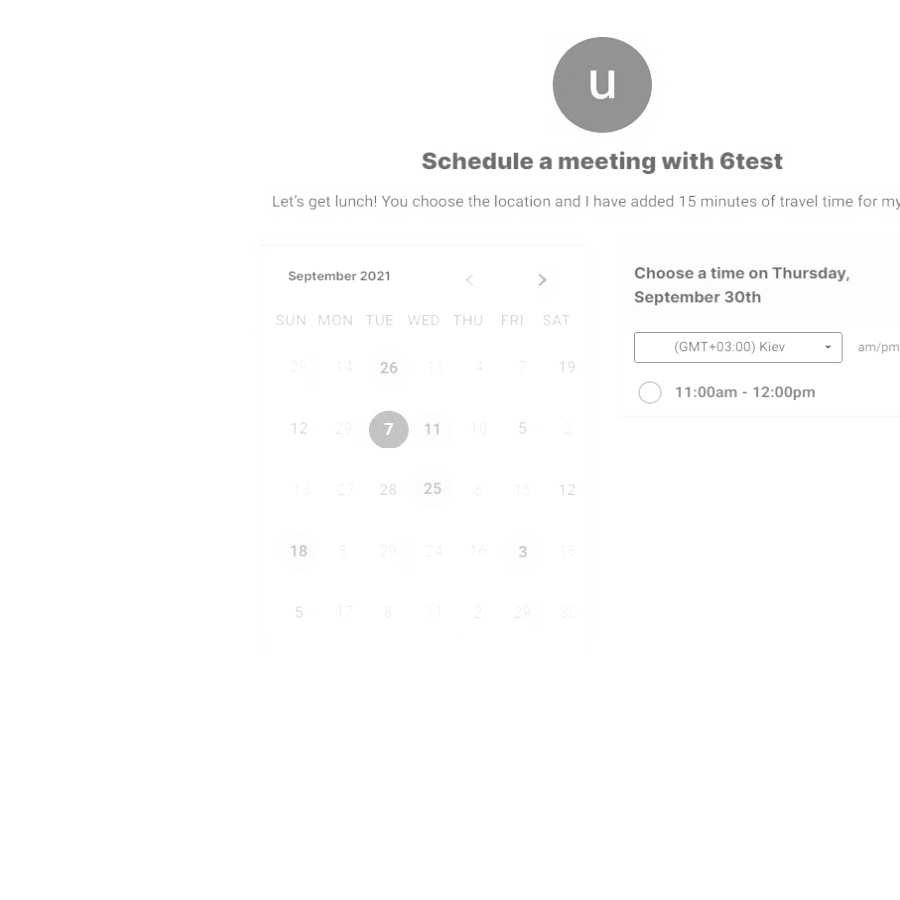 u
Schedule a meeting with 6test
Let's get lunch! You choose the location and I have added 15 minutes of travel time for my
September 2021
SUN MON TUE WED THU FRI SAT
29 14 26 13 4 7 19
12 29 7 11 10 5 2
13 27 28 25 8 15 12
18 8 29 24 16 3 16
5 17 8 11 2 29 30
Choose a time on Thursday,
September 30th
(GMT+03:00) Kiev am/pm
11:00am - 12:00pm